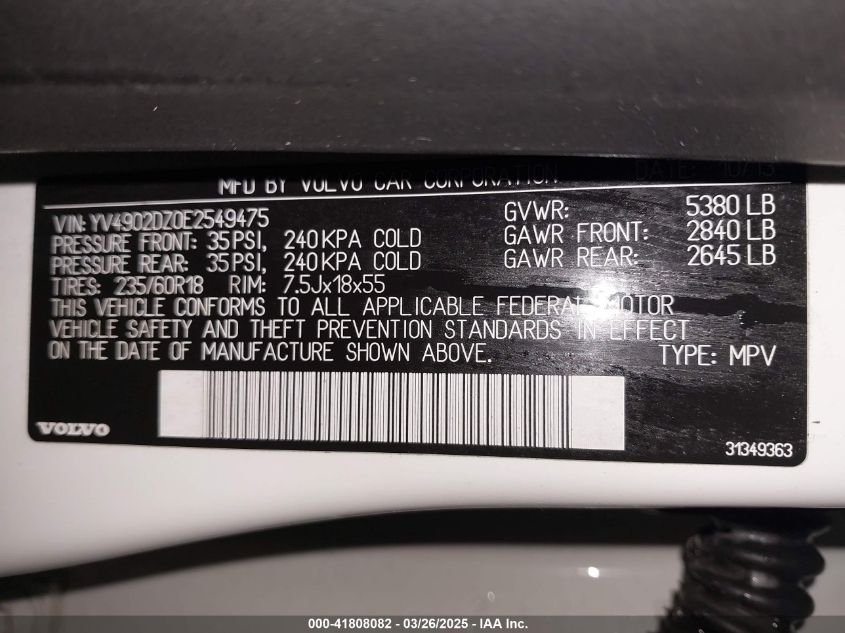 MFD BY VOLVO CAR CORPORATION DATE: 10/13
VIN: YV4902DZ0E2549475 GVWR: 5380 LB
PRESSURE FRONT: 35 PSI, 240 KPA COLD GAWR FRONT: 2840 LB
PRESSURE REAR: 35 PSI, 240 KPA COLD GAWR REAR: 2645 LB
TIRES: 235/60R18 RIM: 7.5Jx18x55
THIS VEHICLE CONFORMS TO ALL APPLICABLE FEDERAL MOTOR
VEHICLE SAFETY AND THEFT PREVENTION STANDARDS IN EFFECT
ON THE DATE OF MANUFACTURE SHOWN ABOVE. TYPE: MPV
VOLVO
31349363
000-41808082 - 03/26/2025 - IAA Inc.